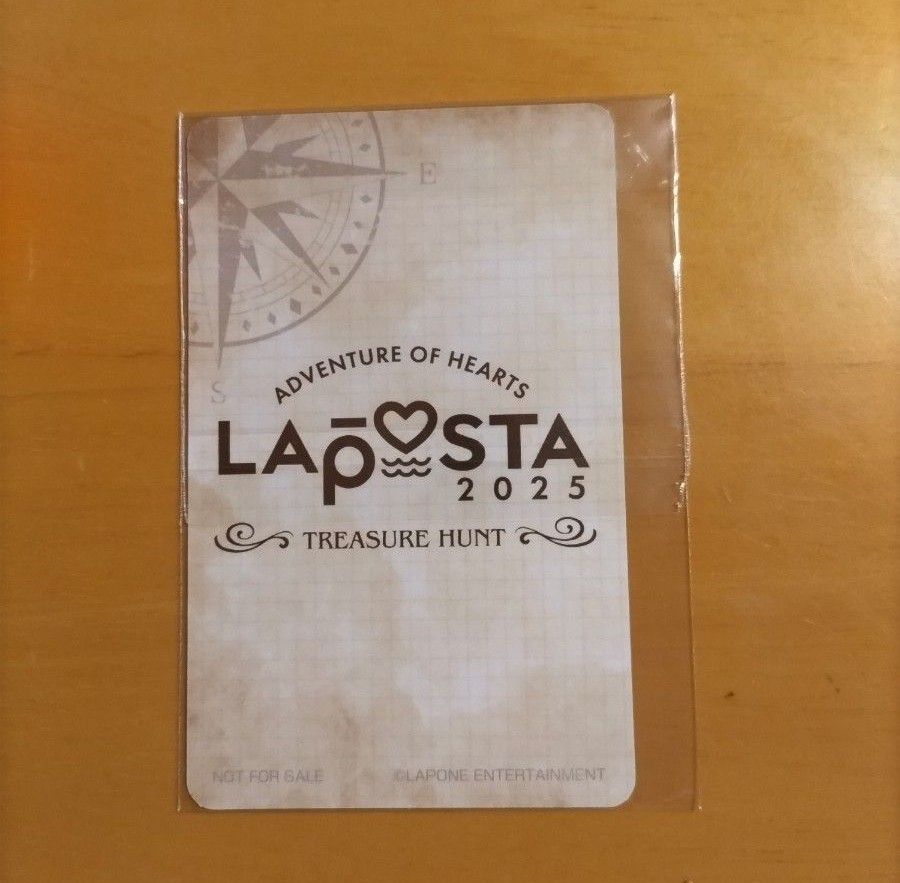 E
S
ADVENTURE OF HEARTS
LAPOSTA
2025
TREASURE HUNT
NOT FOR SALE
©LAPONE ENTERTAINMENT